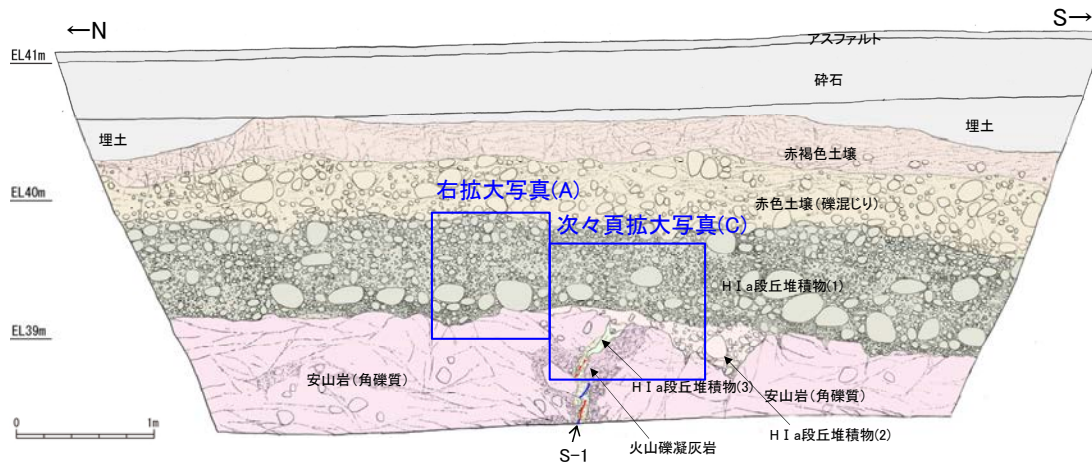 ←N
S→
アスファルト
EL41m
砕石
埋土
埋土
赤褐色土壌
右拡大写真(A)
EL40m
赤色土壌(礫混じり)
次々頁拡大写真(C)
HⅠa段丘堆積物(1)
EL39m
安山岩(角礫質)
HⅠa段丘堆積物(3)
安山岩(角礫質)
0
1m
HⅠa段丘堆積物(2)
火山礫凝灰岩
S-1